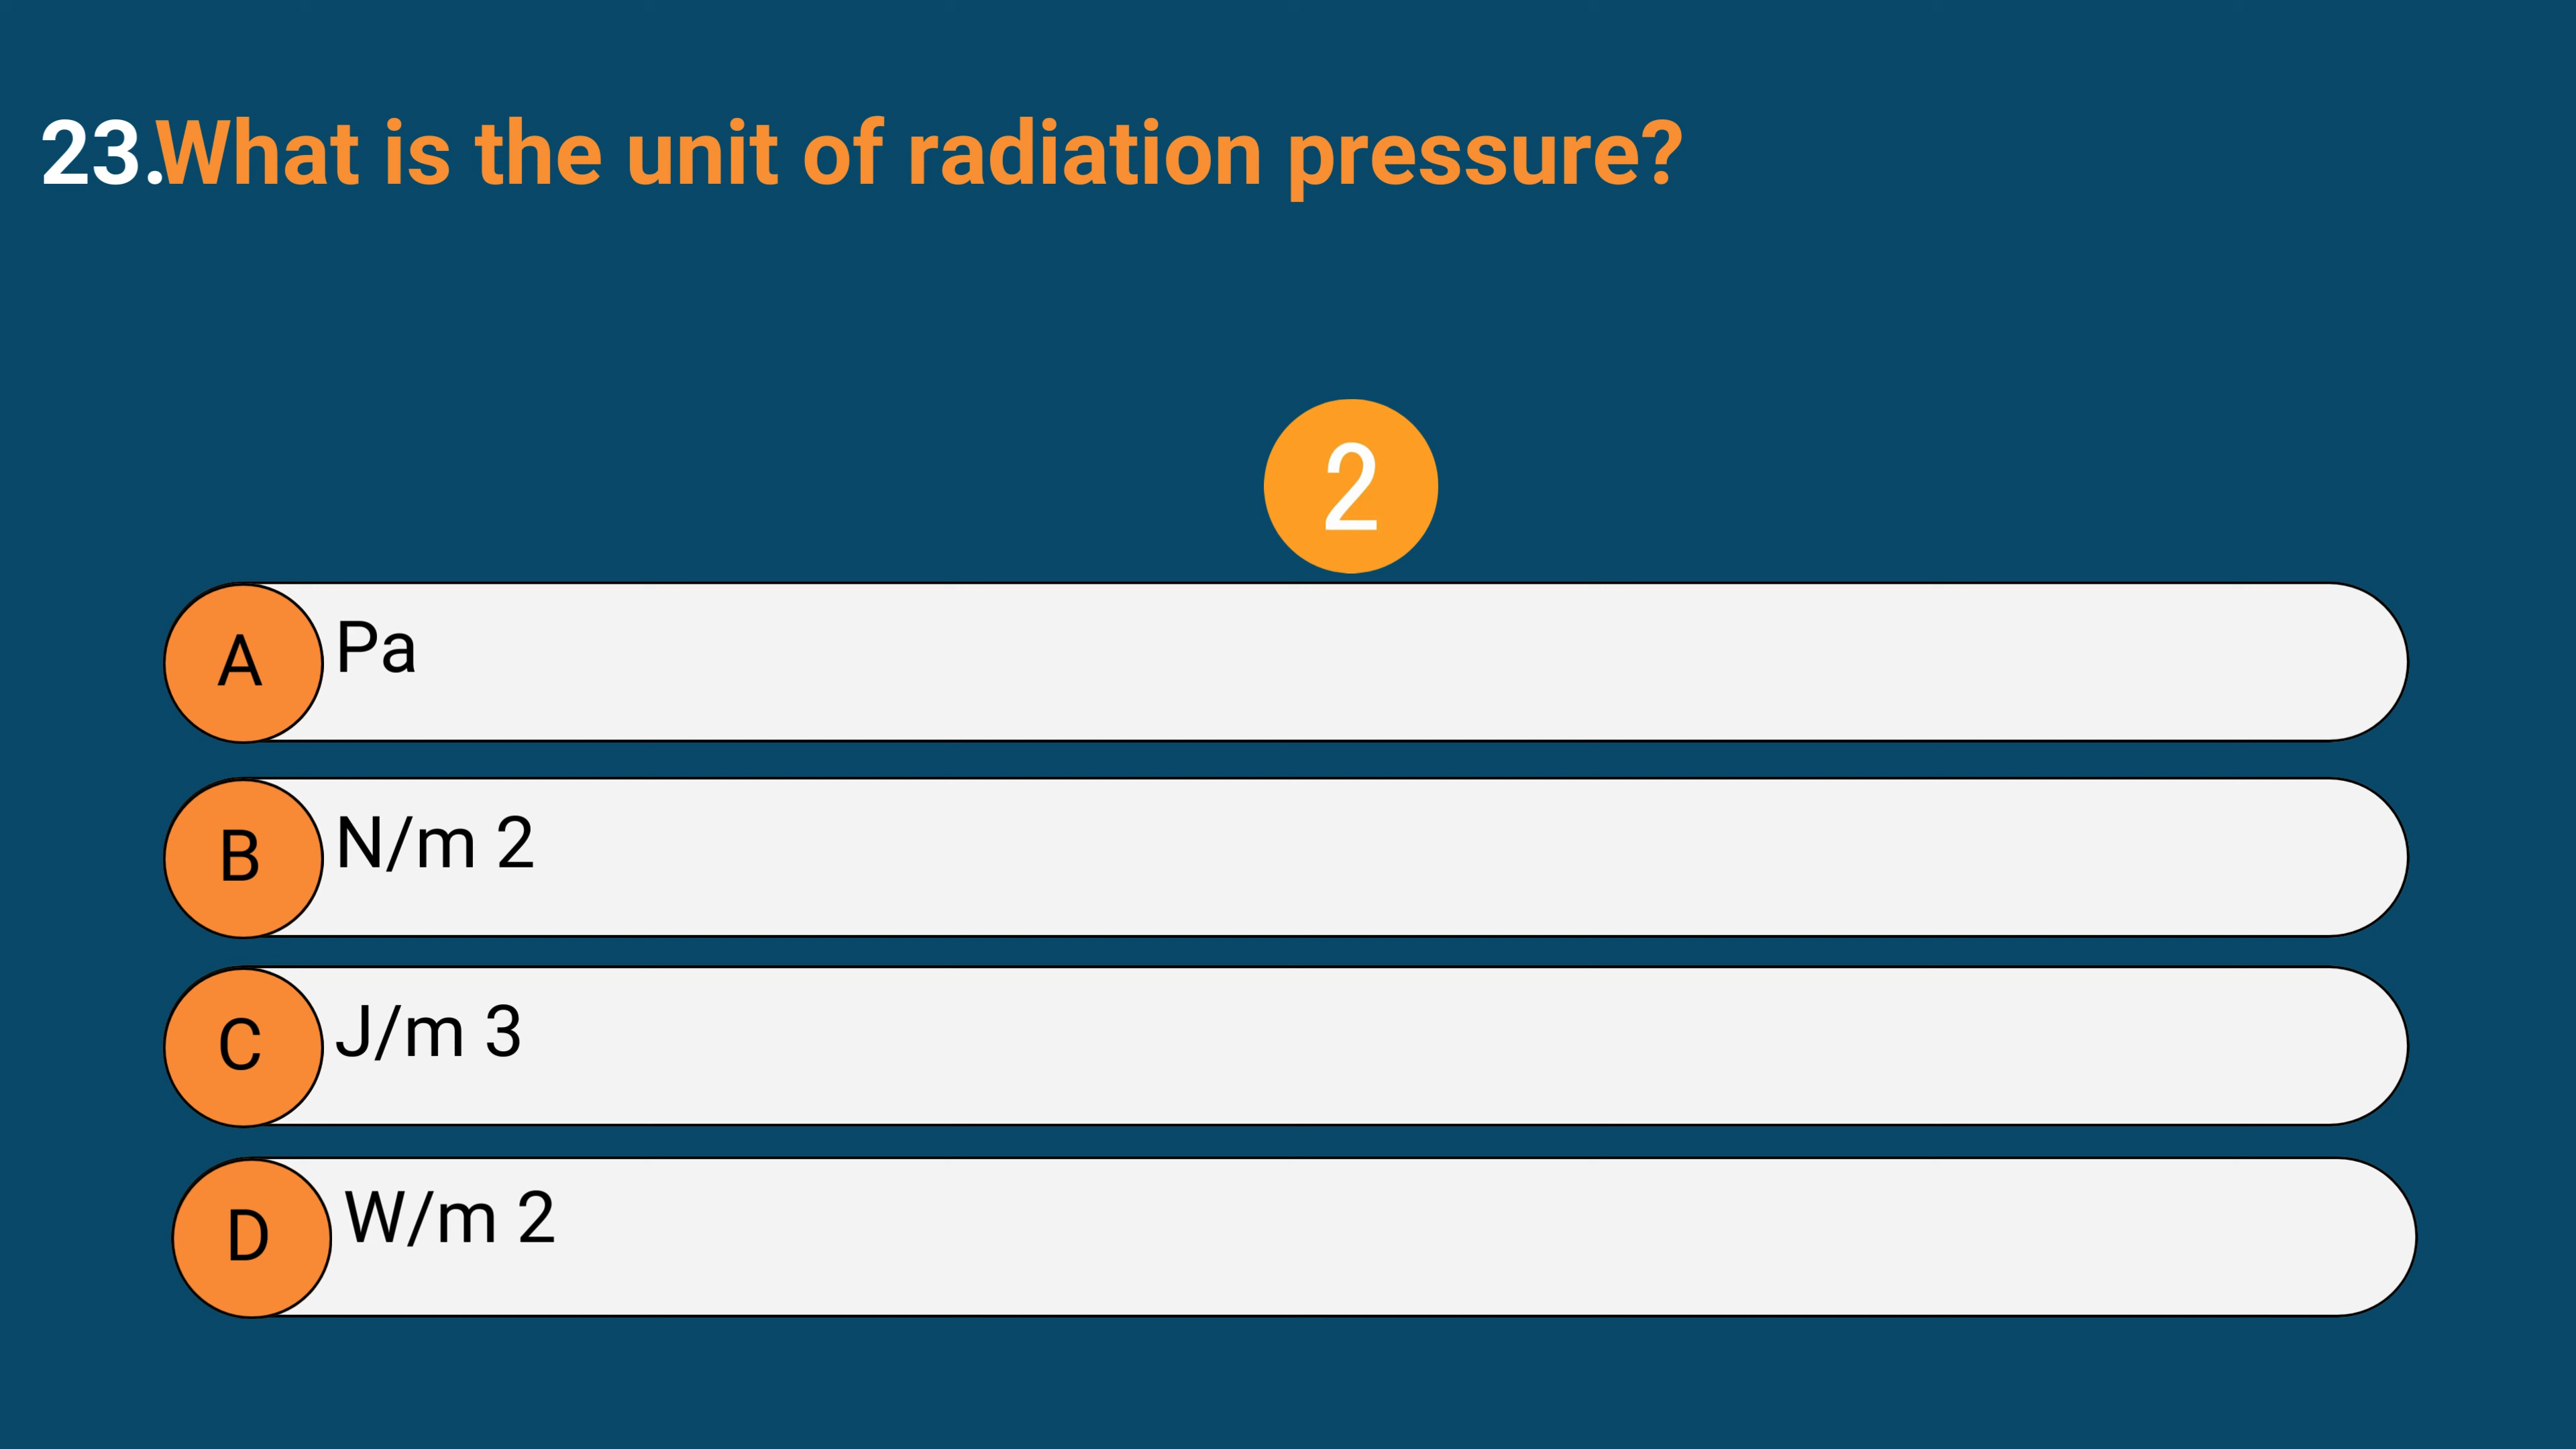 23.What is the unit of radiation pressure?
2
A Pa
B N/m 2
C J/m 3
D W/m 2